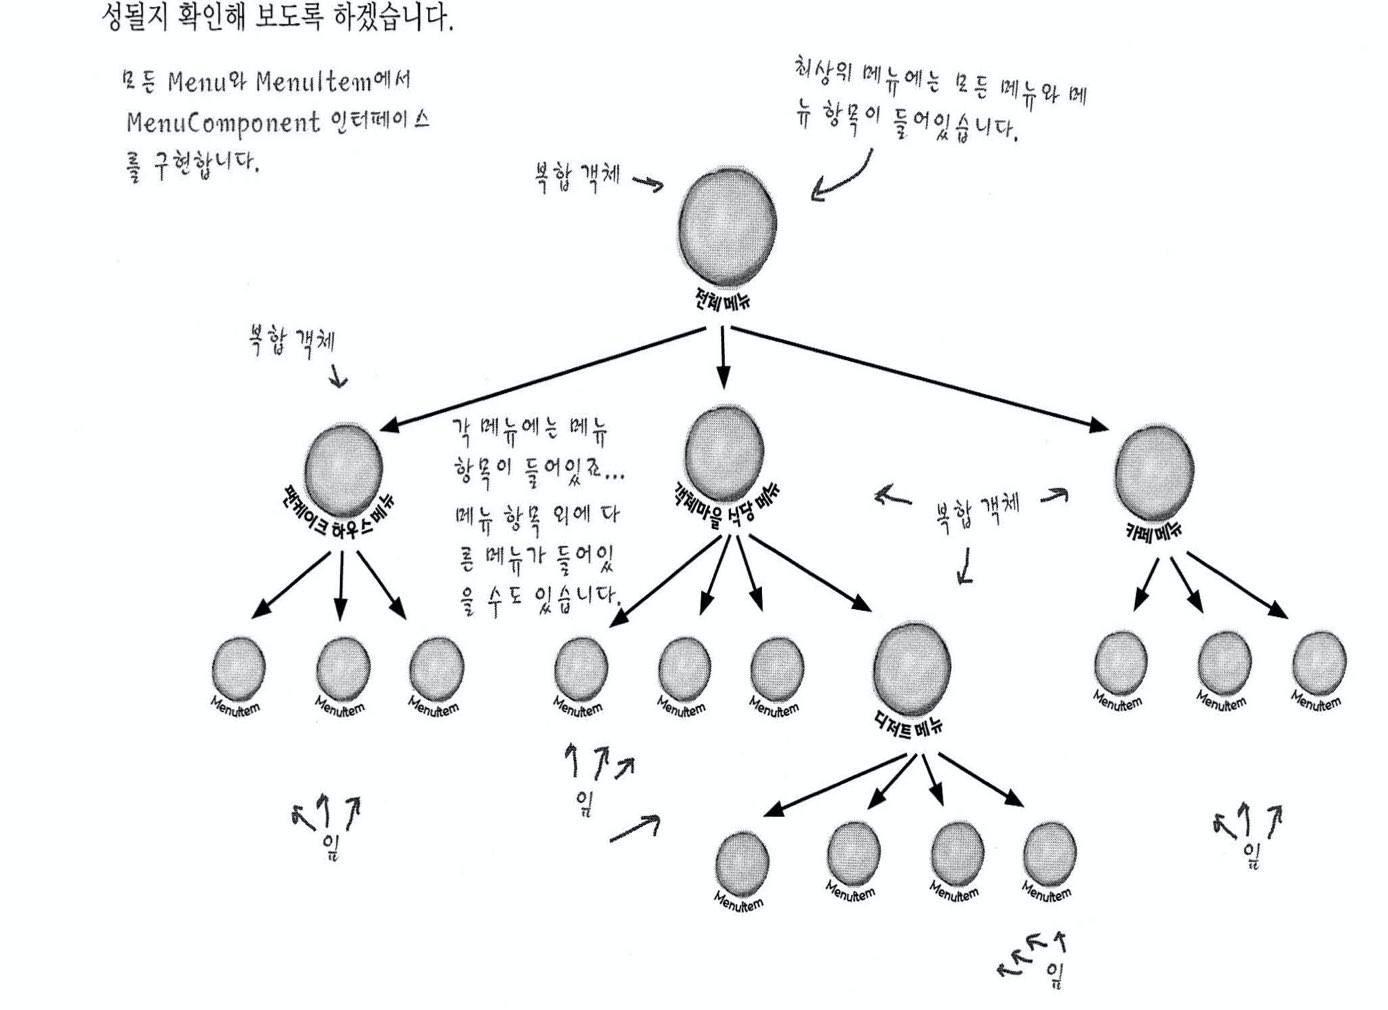 성될지 확인해 보도록 하겠습니다.
모든 Menu와 MenuItem에서
MenuComponent 인터페이스
를 구현합니다.
최상위 메뉴에는 모든 메뉴와 메
뉴 항목이 들어있습니다.
복합 객체
전체 메뉴
복합 객체
각 메뉴에는 메뉴
항목이 들어있죠...
메뉴 항목 외에 다
른 메뉴가 들어있
을 수도 있습니다.
팬케이크 하우스 메뉴
객체마을 식당 메뉴
복합 객체
카페 메뉴
MenuItem
MenuItem
MenuItem
MenuItem
MenuItem
MenuItem
디저트 메뉴
MenuItem
MenuItem
MenuItem
잎
잎
잎
MenuItem
MenuItem
MenuItem
MenuItem
잎